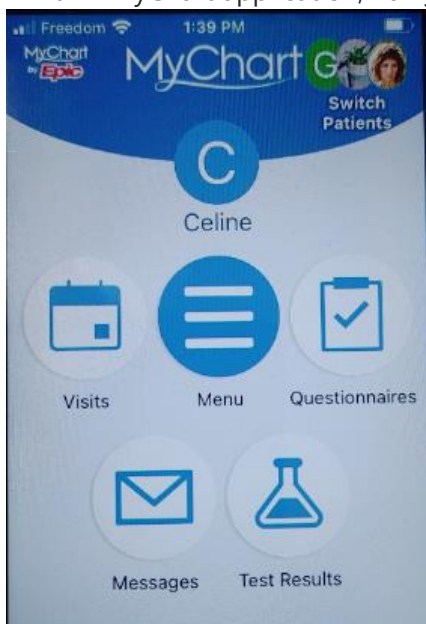 Freedom 1:39 PM
MyChart
by Epic
MyChart
G
Switch
Patients
C
Celine
Visits
Menu
Questionnaires
Messages
Test Results